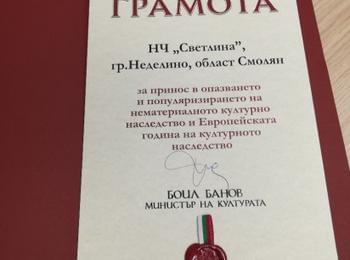 ГРАМОТА
НЧ „Светлина”,
гр.Неделино, област Смолян
за принос в опазването
и популяризирането на
нематериалното културно
наследство и Европейската
година на културното
наследство
БОИЛ БАНОВ
МИНИСТЪР НА КУЛТУРАТА